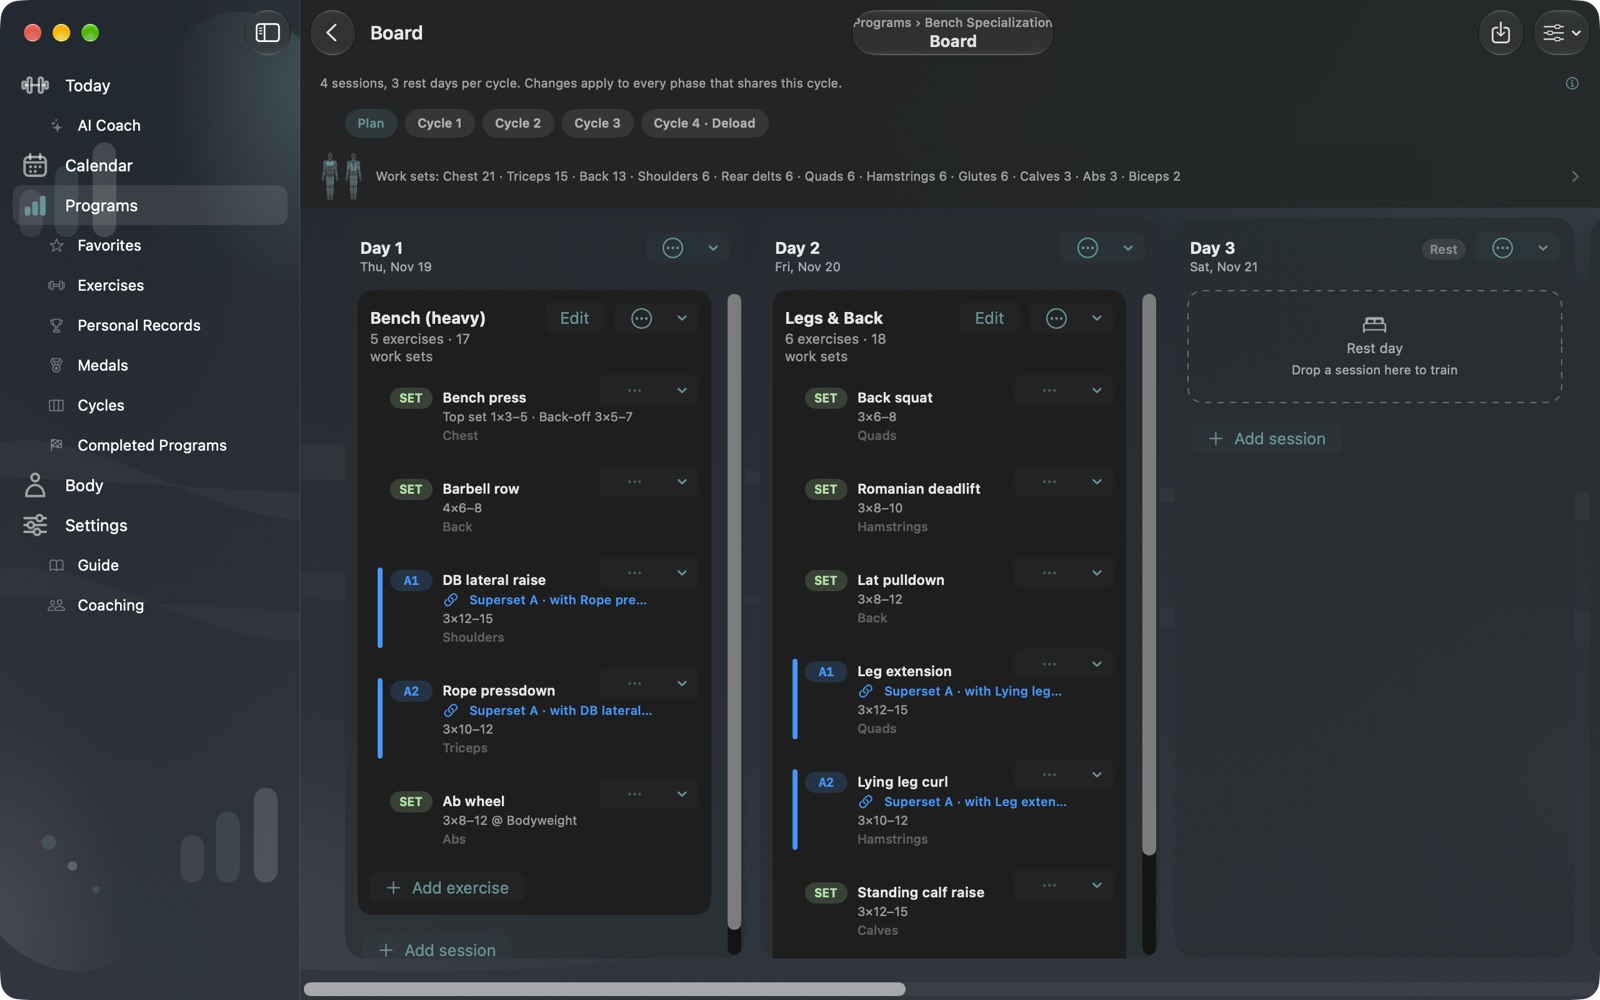 Today
AI Coach
Calendar
Programs
Favorites
Exercises
Personal Records
Medals
Cycles
Completed Programs
Body
Settings
Guide
Coaching
Board
Programs › Bench Specialization
Board
4 sessions, 3 rest days per cycle. Changes apply to every phase that shares this cycle.
Plan
Cycle 1
Cycle 2
Cycle 3
Cycle 4 · Deload
Work sets: Chest 21 · Triceps 15 · Back 13 · Shoulders 6 · Rear delts 6 · Quads 6 · Hamstrings 6 · Glutes 6 · Calves 3 · Abs 3 · Biceps 2
Day 1
Thu, Nov 19
Bench (heavy)
Edit
5 exercises · 17
work sets
SET
Bench press
Top set 1×3–5 · Back-off 3×5–7
Chest
SET
Barbell row
4×6–8
Back
A1
DB lateral raise
Superset A · with Rope pre...
3×12–15
Shoulders
A2
Rope pressdown
Superset A · with DB lateral...
3×10–12
Triceps
SET
Ab wheel
3×8–12 @ Bodyweight
Abs
+ Add exercise
+ Add session
Day 2
Fri, Nov 20
Legs & Back
Edit
6 exercises · 18
work sets
SET
Back squat
3×6–8
Quads
SET
Romanian deadlift
3×8–10
Hamstrings
SET
Lat pulldown
3×8–12
Back
A1
Leg extension
Superset A · with Lying leg...
3×12–15
Quads
A2
Lying leg curl
Superset A · with Leg exten...
3×10–12
Hamstrings
SET
Standing calf raise
3×12–15
Calves
Day 3
Sat, Nov 21
Rest
Rest day
Drop a session here to train
+ Add session